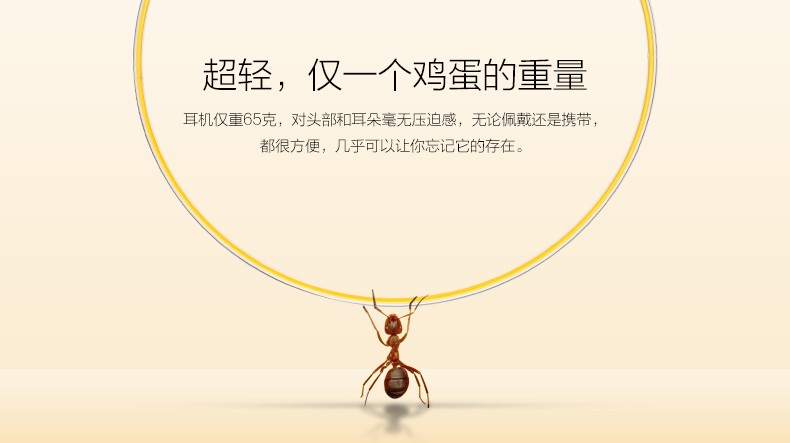 超轻，仅一个鸡蛋的重量
耳机仅重65克，对头部和耳朵毫无压迫感，无论佩戴还是携带，
都很方便，几乎可以让你忘记它的存在。